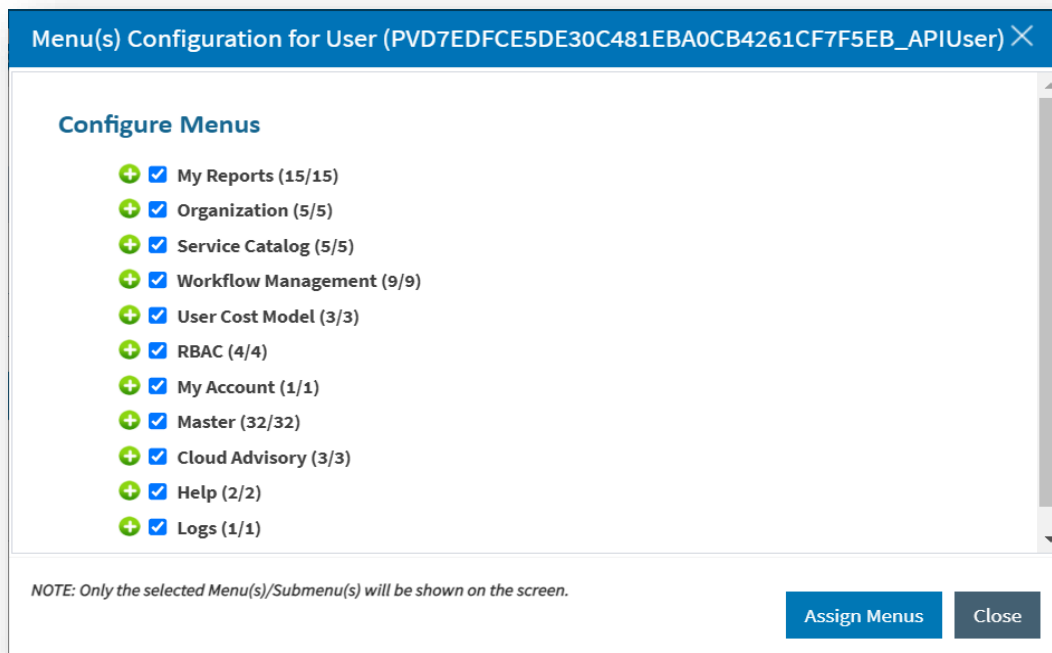 Menu(s) Configuration for User (PVD7EDFCE5DE30C481EBA0CB4261CF7F5EB_APIUser)
Configure Menus
My Reports (15/15)
Organization (5/5)
Service Catalog (5/5)
Workflow Management (9/9)
User Cost Model (3/3)
RBAC (4/4)
My Account (1/1)
Master (32/32)
Cloud Advisory (3/3)
Help (2/2)
Logs (1/1)
NOTE: Only the selected Menu(s)/Submenu(s) will be shown on the screen.
Assign Menus
Close